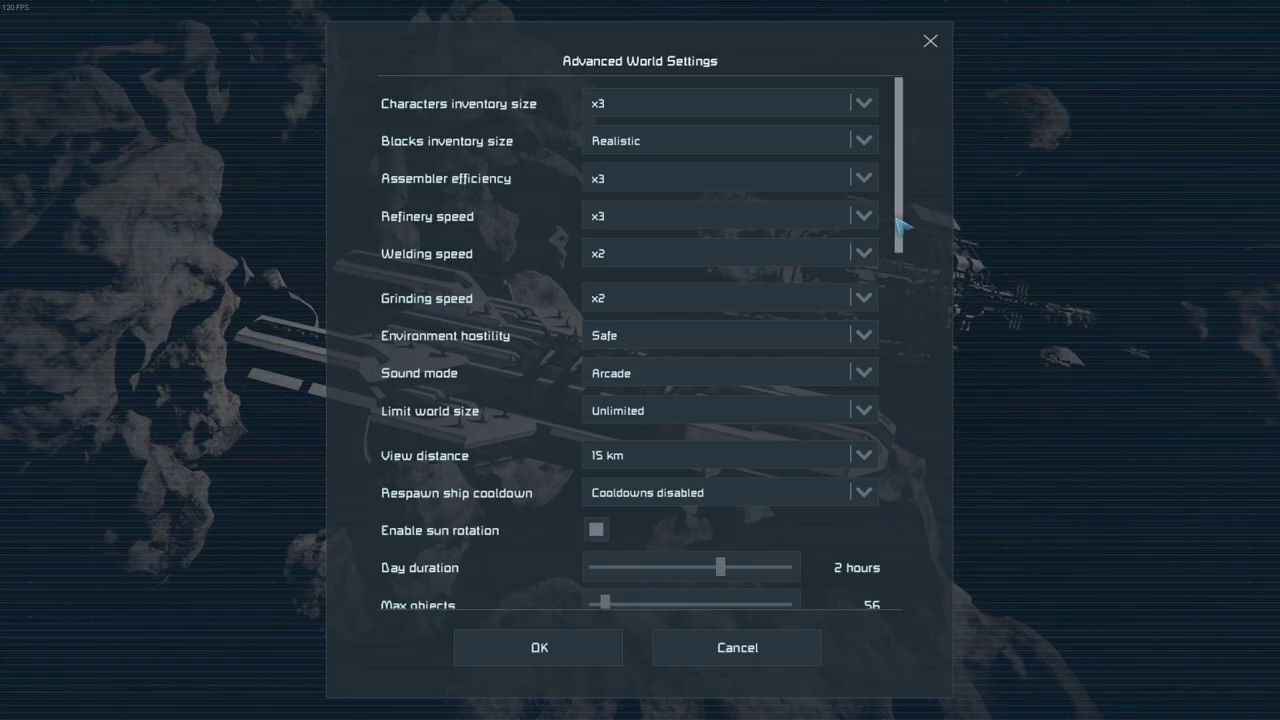 120 FPS
Advanced World Settings
Characters inventory size x3
Blocks inventory size Realistic
Assembler efficiency x3
Refinery speed x3
Welding speed x2
Grinding speed x2
Environment hostility Safe
Sound mode Arcade
Limit world size Unlimited
View distance 15 km
Respawn ship cooldown Cooldowns disabled
Enable sun rotation
Day duration 2 hours
Max objects 56
OK Cancel